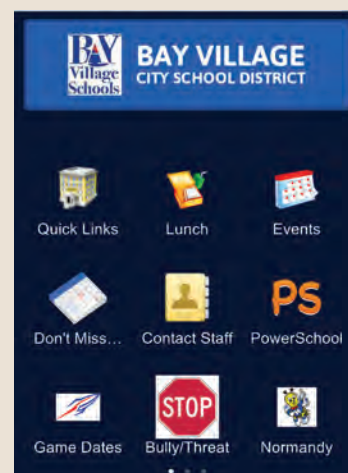 BAY
Village
Schools
BAY VILLAGE
CITY SCHOOL DISTRICT
Quick Links
Lunch
Events
Don't Miss...
Contact Staff
PS
PowerSchool
Game Dates
STOP
Bully/Threat
Normandy